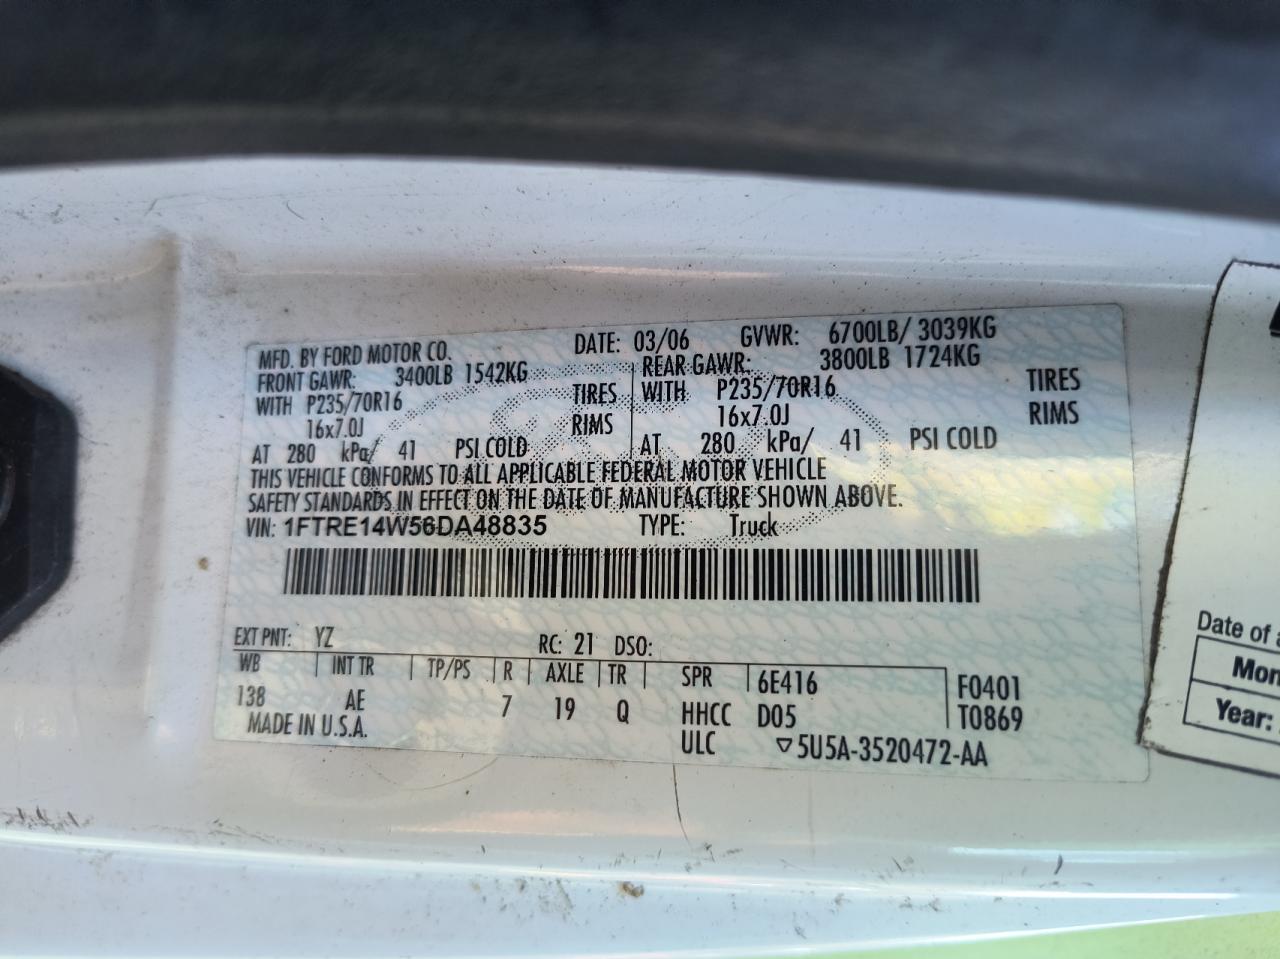 MFD. BY FORD MOTOR CO. DATE: 03/06 GVWR: 6700LB/ 3039KG
FRONT GAWR: 3400LB 1542KG REAR GAWR: 3800LB 1724KG
WITH P235/70R16 TIRES WITH P235/70R16 TIRES
16x7.0J RIMS 16x7.0J RIMS
AT 280 kPa/ 41 PSI COLD AT 280 kPa/ 41 PSI COLD
THIS VEHICLE CONFORMS TO ALL APPLICABLE FEDERAL MOTOR VEHICLE
SAFETY STANDARDS IN EFFECT ON THE DATE OF MANUFACTURE SHOWN ABOVE.
VIN: 1FTRE14W56DA48835 TYPE: Truck
EXT PNT: YZ RC: 21 DSO:
WB INT TR TP/PS R AXLE TR SPR 6E416 F0401
138 AE 7 19 Q HHCC D05 T0869
MADE IN U.S.A. ULC ▽5U5A-3520472-AA
Date of
Mon
Year: